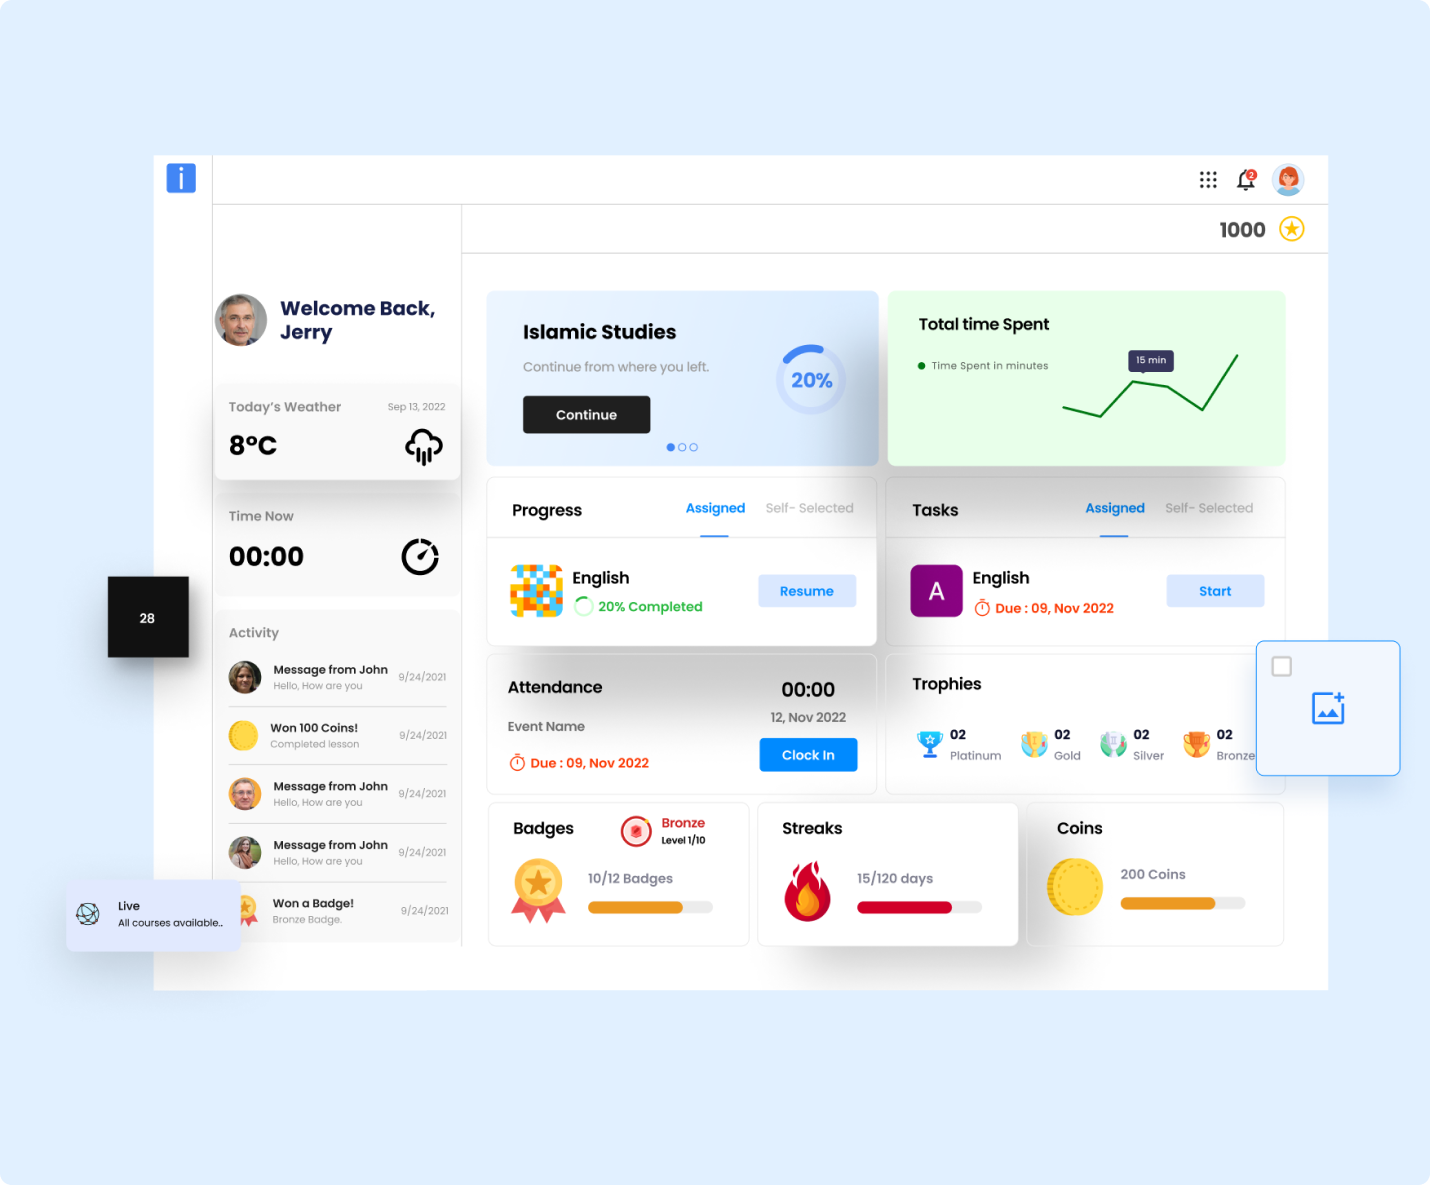 i
2
1000
Welcome Back,
Jerry
Today's Weather
Sep 13, 2022
8°C
Time Now
00:00
28
Activity
Message from John
Hello, How are you
9/24/2021
Won 100 Coins!
Completed lesson
9/24/2021
Message from John
Hello, How are you
9/24/2021
Message from John
Hello, How are you
9/24/2021
Won a Badge!
Bronze Badge.
9/24/2021
Live
All courses available..
Islamic Studies
Continue from where you left.
Continue
20%
Total time Spent
Time Spent in minutes
15 min
Progress
Assigned
Self- Selected
English
20% Completed
Resume
Tasks
Assigned
Self- Selected
A
English
Due : 09, Nov 2022
Start
Attendance
Event Name
Due : 09, Nov 2022
00:00
12, Nov 2022
Clock In
Trophies
02
Platinum
02
Gold
02
Silver
02
Bronze
Badges
Bronze
Level 1/10
10/12 Badges
Streaks
15/120 days
Coins
200 Coins